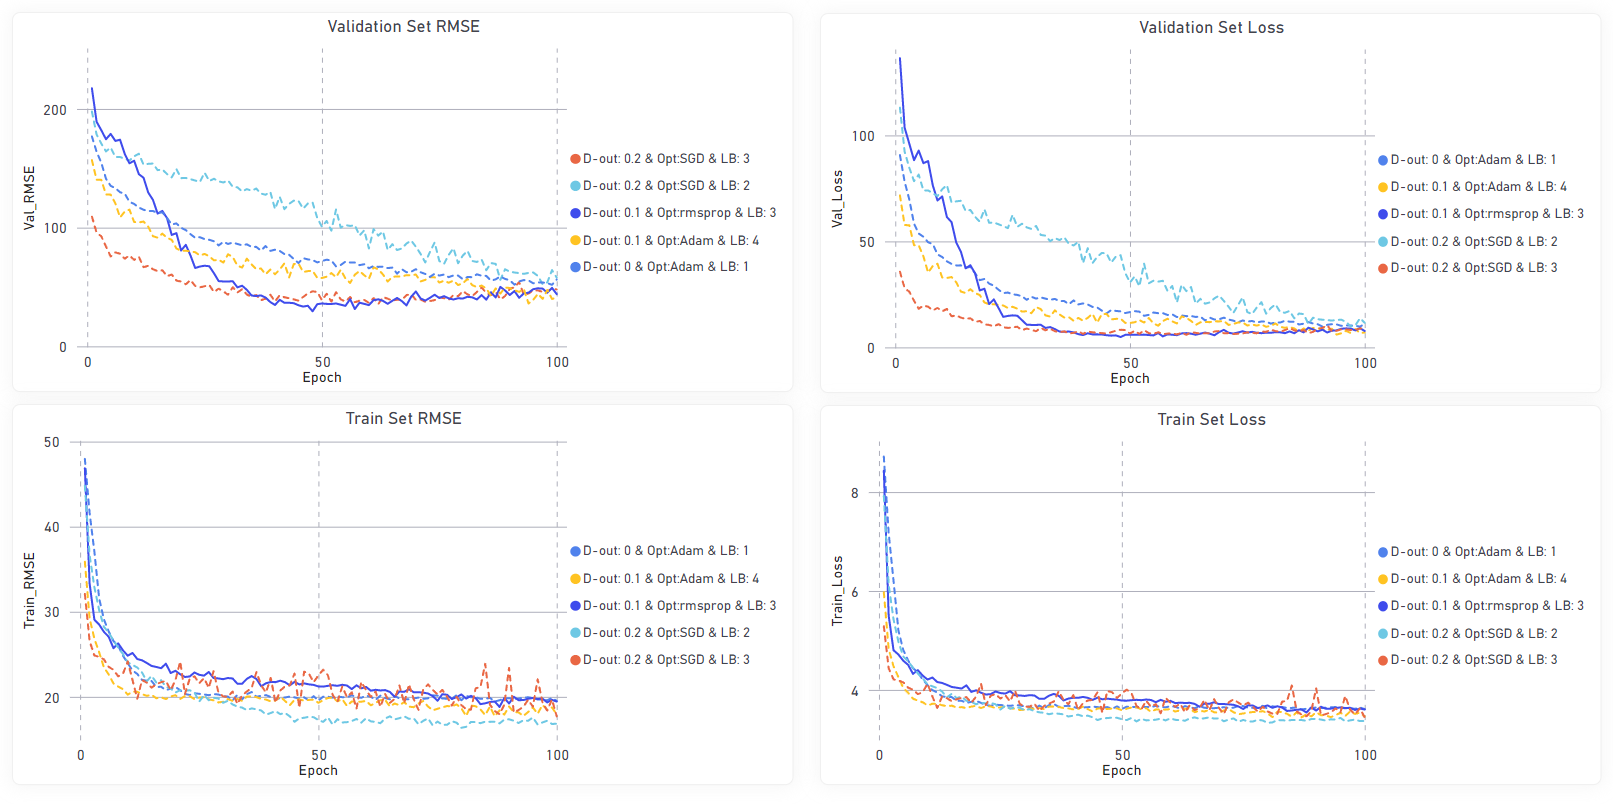 Validation Set RMSE
Val_RMSE
200
100
0
0
50
100
Epoch
D-out: 0.2 & Opt:SGD & LB: 3
D-out: 0.2 & Opt:SGD & LB: 2
D-out: 0.1 & Opt:rmsprop & LB: 3
D-out: 0.1 & Opt:Adam & LB: 4
D-out: 0 & Opt:Adam & LB: 1
Validation Set Loss
Val_Loss
100
50
0
0
50
100
Epoch
D-out: 0 & Opt:Adam & LB: 1
D-out: 0.1 & Opt:Adam & LB: 4
D-out: 0.1 & Opt:rmsprop & LB: 3
D-out: 0.2 & Opt:SGD & LB: 2
D-out: 0.2 & Opt:SGD & LB: 3
Train Set RMSE
Train_RMSE
50
40
30
20
0
50
100
Epoch
D-out: 0 & Opt:Adam & LB: 1
D-out: 0.1 & Opt:Adam & LB: 4
D-out: 0.1 & Opt:rmsprop & LB: 3
D-out: 0.2 & Opt:SGD & LB: 2
D-out: 0.2 & Opt:SGD & LB: 3
Train Set Loss
Train_Loss
8
6
4
0
50
100
Epoch
D-out: 0 & Opt:Adam & LB: 1
D-out: 0.1 & Opt:Adam & LB: 4
D-out: 0.1 & Opt:rmsprop & LB: 3
D-out: 0.2 & Opt:SGD & LB: 2
D-out: 0.2 & Opt:SGD & LB: 3